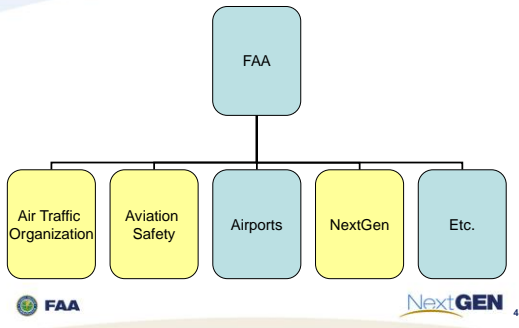 FAA
Air Traffic
Organization
Aviation
Safety
Airports
NextGen
Etc.
FAA
NextGEN
4